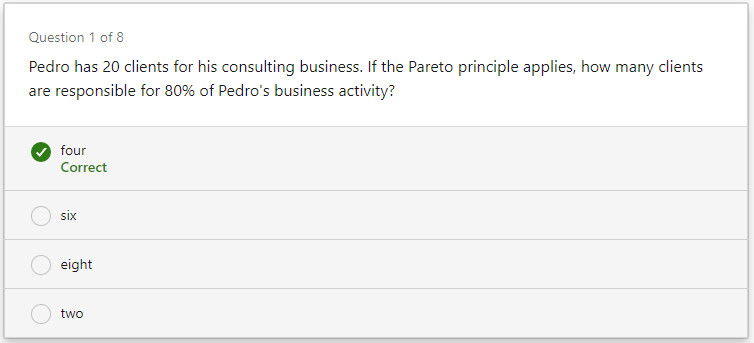 Question 1 of 8
Pedro has 20 clients for his consulting business. If the Pareto principle applies, how many clients
are responsible for 80% of Pedro's business activity?
four
Correct
six
eight
two